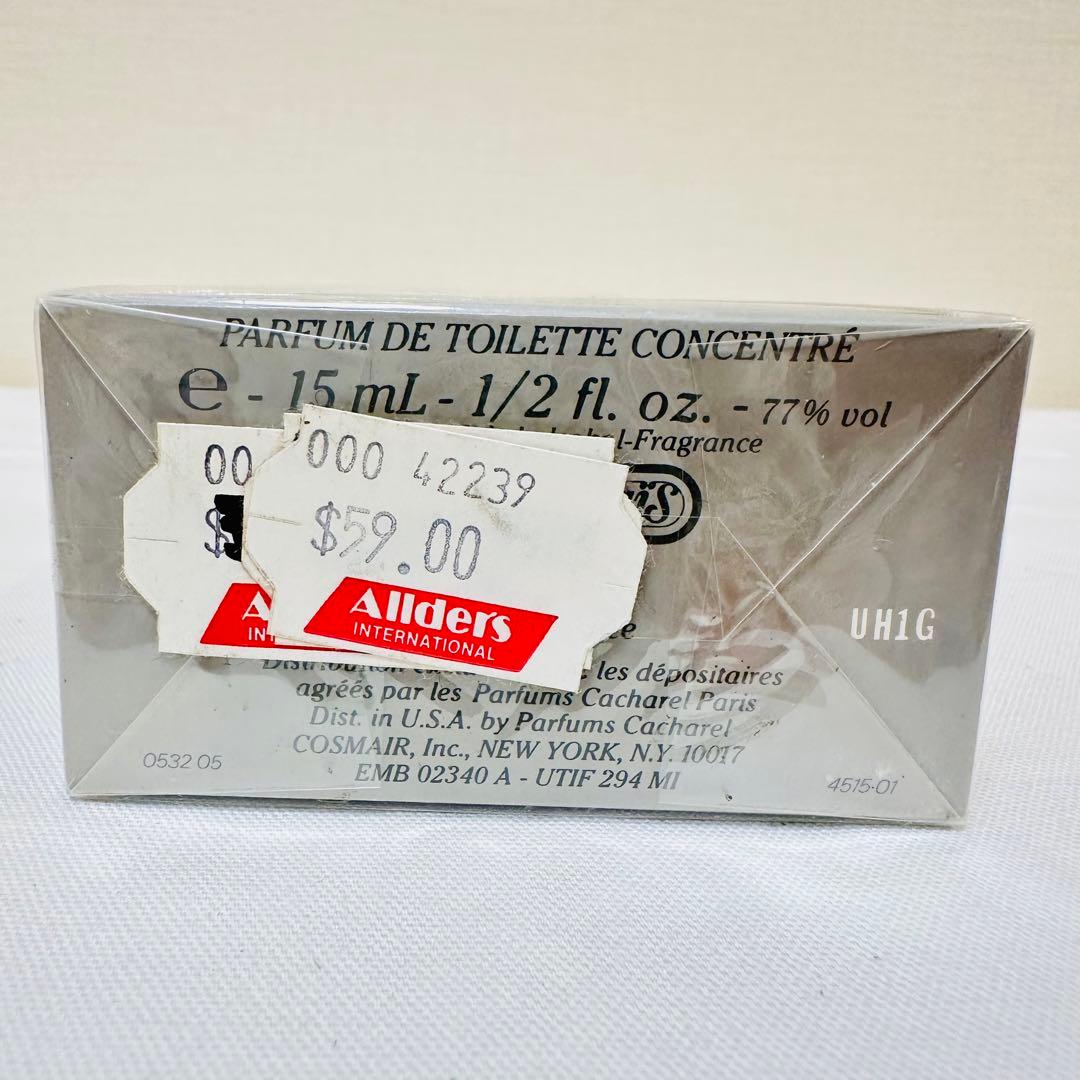 PARFUM DE TOILETTE CONCENTRÉ
e - 15 mL - 1/2 fl. oz. - 77% vol
-Fragrance
00
000 42239
$
$59.00
Allders
INTERNATIONAL
UH1G
les dépositaires
agréés par les Parfums Cacharel Paris
Dist. in U.S.A. by Parfums Cacharel
COSMAIR, Inc., NEW YORK, N.Y. 10017
EMB 02340 A - UTIF 294 MI
0532 05
4515-01